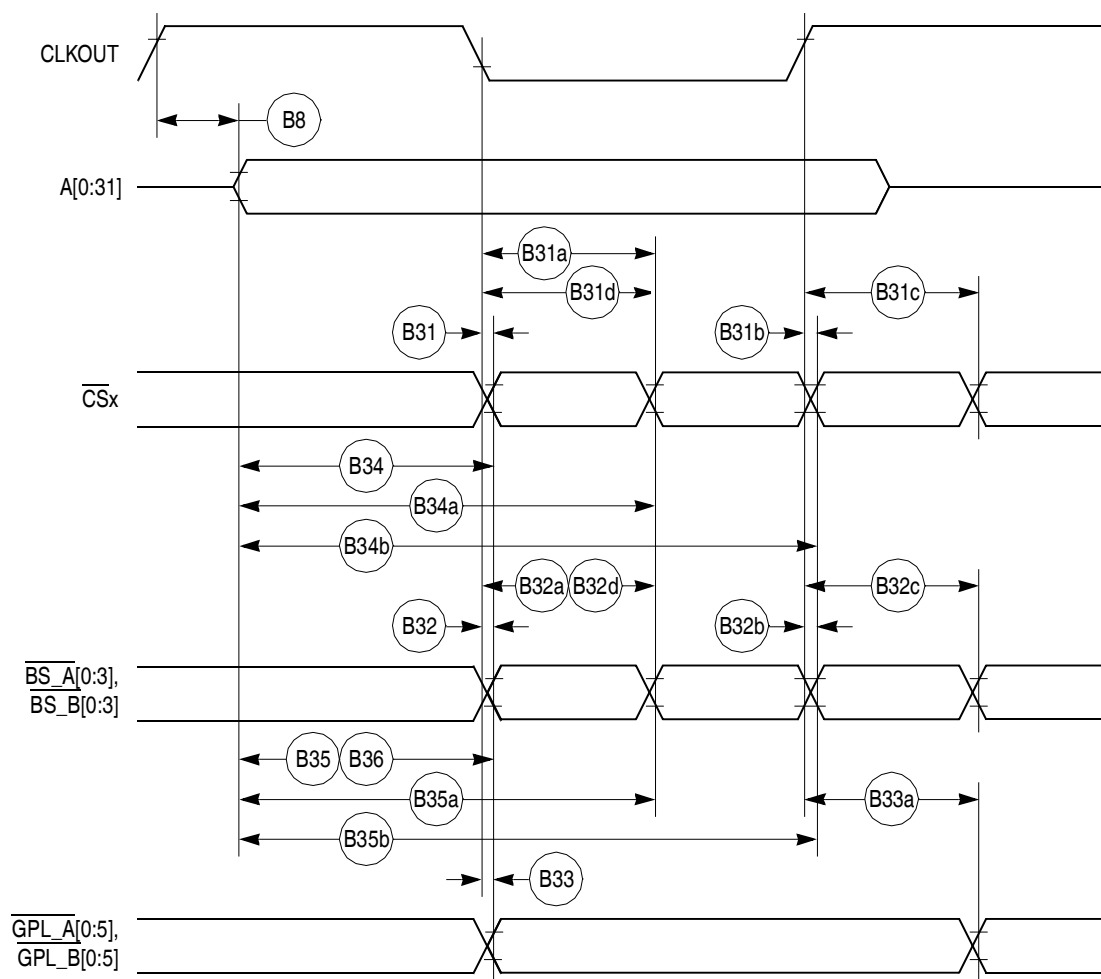 CLKOUT
B8
A[0:31]
B31a
B31d
B31c
B31
B31b
CSx
B34
B34a
B34b
B32a B32d
B32c
B32
B32b
BS_A[0:3],
BS_B[0:3]
B35 B36
B35a
B33a
B35b
B33
GPL_A[0:5],
GPL_B[0:5]